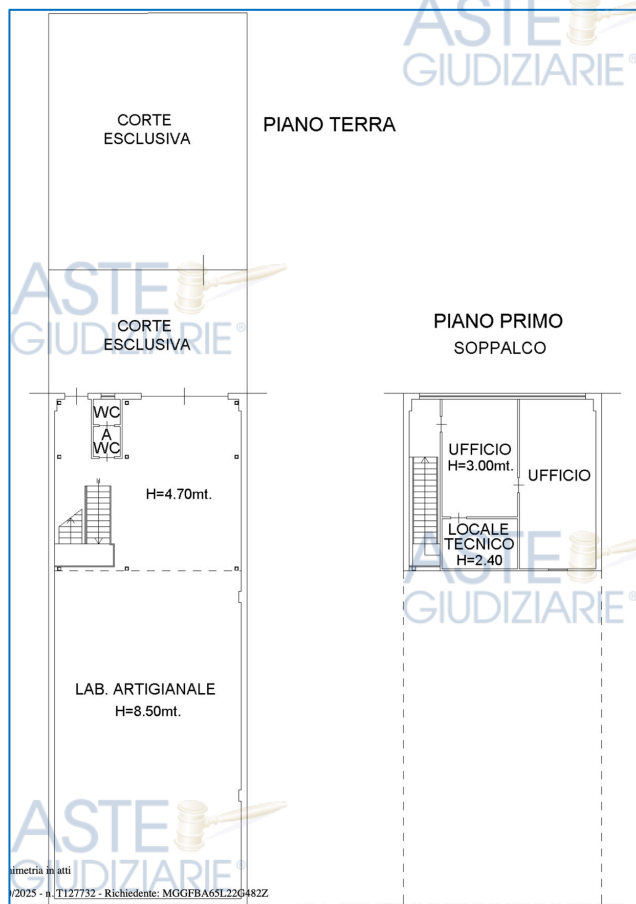 ASTE
GIUDIZIARIE®
CORTE
ESCLUSIVA
PIANO TERRA
ASTE
GIUDIZIARIE®
CORTE
ESCLUSIVA
PIANO PRIMO
SOPPALCO
WC
A
WC
H=4.70mt.
UFFICIO
H=3.00mt.
UFFICIO
LOCALE
TECNICO
H=2.40
ASTE
GIUDIZIARIE®
LAB. ARTIGIANALE
H=8.50mt.
ASTE
GIUDIZIARIE®
in atti
/2025 - n. T127732 - Richiedente: MGGFBA65L22G482Z